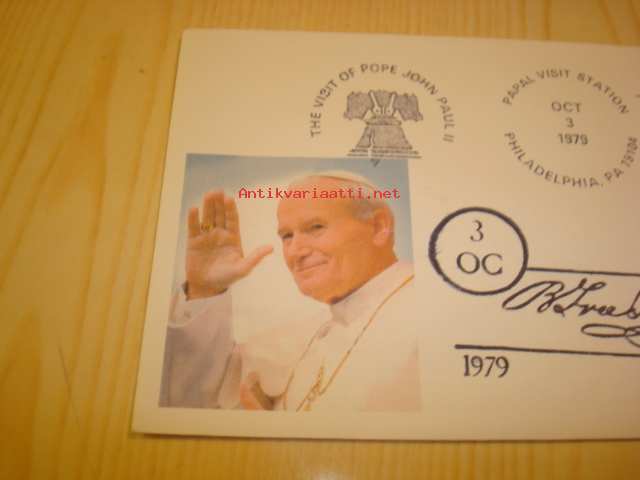 THE VISIT OF POPE JOHN PAUL II
PAPAL VISIT STATION
OCT
3
1979
PHILADELPHIA, PA 19104
Antikvariaatti.net
3
OC
B Free
1979